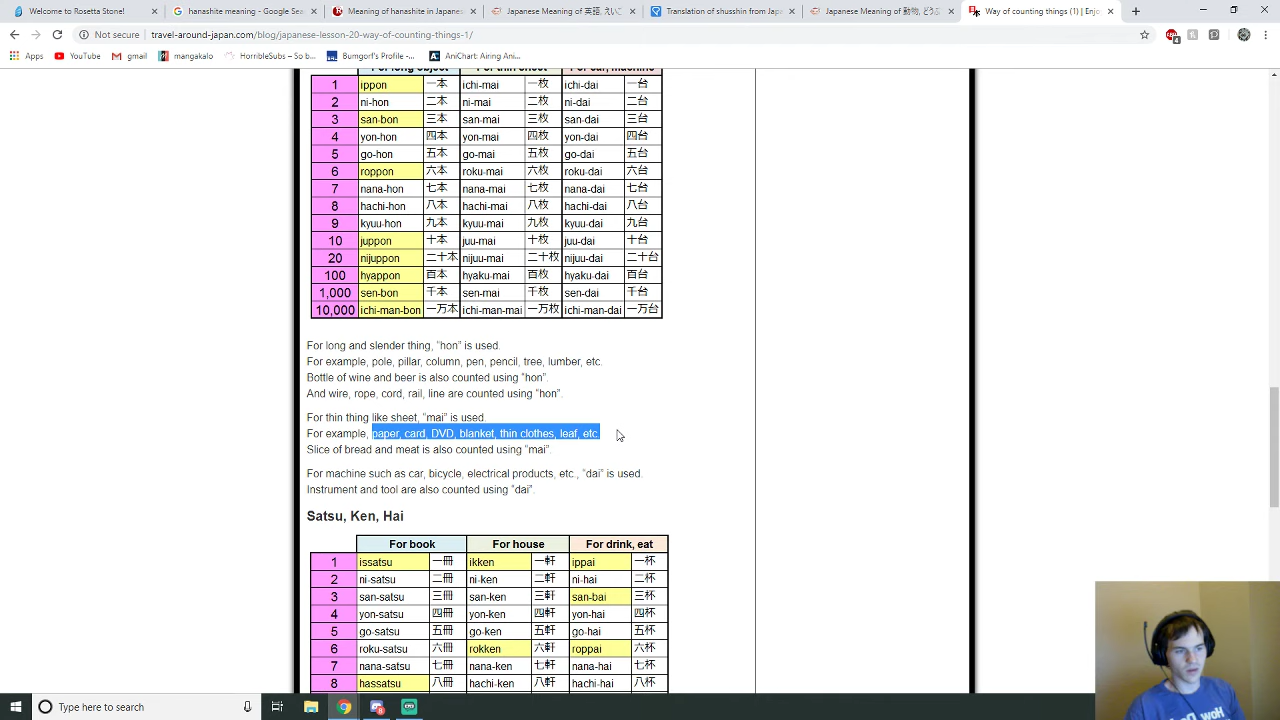 Welcome to Rosetta Stone!
hanashite meaning - Google Sea
Meaning of hanashite in Japanes
Japanese Meaning of 英語, えいご
Translation of shusshin from Jap
Japanese Meaning of 動物, どうぶ
Way of counting things (1) | Enjo
Not secure | travel-around-japan.com/blog/japanese-lesson-20-way-of-counting-things-1/
Apps YouTube gmail mangakalo HorribleSubs – So b... Bumgorf's Profile -... AniChart: Airing Ani...
For long object For thin sheet For car, machine
1 ippon 一本 ichi-mai 一枚 ichi-dai 一台
2 ni-hon 二本 ni-mai 二枚 ni-dai 二台
3 san-bon 三本 san-mai 三枚 san-dai 三台
4 yon-hon 四本 yon-mai 四枚 yon-dai 四台
5 go-hon 五本 go-mai 五枚 go-dai 五台
6 roppon 六本 roku-mai 六枚 roku-dai 六台
7 nana-hon 七本 nana-mai 七枚 nana-dai 七台
8 hachi-hon 八本 hachi-mai 八枚 hachi-dai 八台
9 kyuu-hon 九本 kyuu-mai 九枚 kyuu-dai 九台
10 juppon 十本 juu-mai 十枚 juu-dai 十台
20 nijuppon 二十本 nijuu-mai 二十枚 nijuu-dai 二十台
100 hyappon 百本 hyaku-mai 百枚 hyaku-dai 百台
1,000 sen-bon 千本 sen-mai 千枚 sen-dai 千台
10,000 ichi-man-bon 一万本 ichi-man-mai 一万枚 ichi-man-dai 一万台
For long and slender thing, “hon” is used.
For example, pole, pillar, column, pen, pencil, tree, lumber, etc.
Bottle of wine and beer is also counted using “hon”.
And wire, rope, cord, rail, line are counted using “hon”.
For thin thing like sheet, “mai” is used.
For example, paper, card, DVD, blanket, thin clothes, leaf, etc.
Slice of bread and meat is also counted using “mai”.
For machine such as car, bicycle, electrical products, etc., “dai” is used.
Instrument and tool are also counted using “dai”.
Satsu, Ken, Hai
For book For house For drink, eat
1 issatsu 一冊 ikken 一軒 ippai 一杯
2 ni-satsu 二冊 ni-ken 二軒 ni-hai 二杯
3 san-satsu 三冊 san-ken 三軒 san-bai 三杯
4 yon-satsu 四冊 yon-ken 四軒 yon-hai 四杯
5 go-satsu 五冊 go-ken 五軒 go-hai 五杯
6 roku-satsu 六冊 rokken 六軒 roppai 六杯
7 nana-satsu 七冊 nana-ken 七軒 nana-hai 七杯
8 hassatsu 八冊 hachi-ken 八軒 hachi-hai 八杯
Type here to search